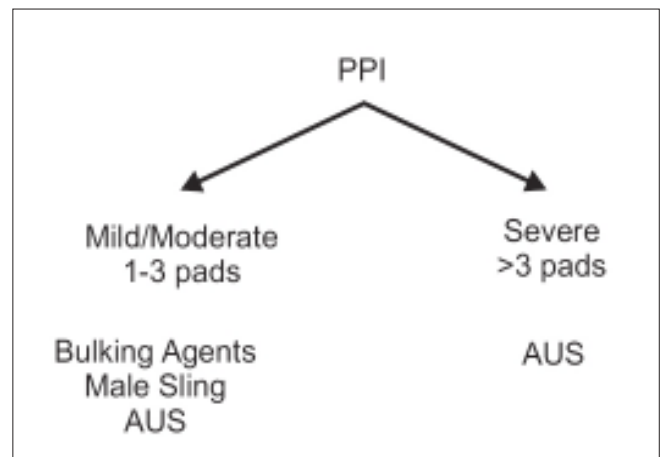 PPI
Mild/Moderate
1-3 pads
Severe
>3 pads
Bulking Agents
Male Sling
AUS
AUS